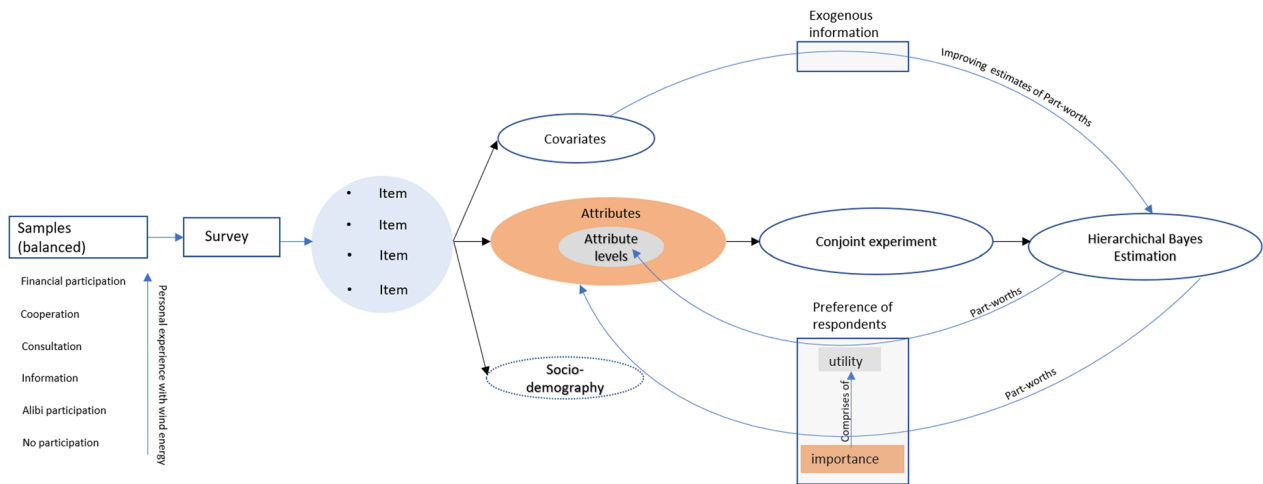 Exogenous
information
Improving estimates of Part-worths
Covariates
• Item
• Item
• Item
• Item
Samples
(balanced)
Survey
Attributes
Attribute
levels
Conjoint experiment
Hierarchichal Bayes
Estimation
Financial participation
Cooperation
Consultation
Information
Alibi participation
No participation
Personal experience with wind energy
Socio-
demography
Preference of
respondents
utility
Comprises of
importance
Part-worths
Part-worths